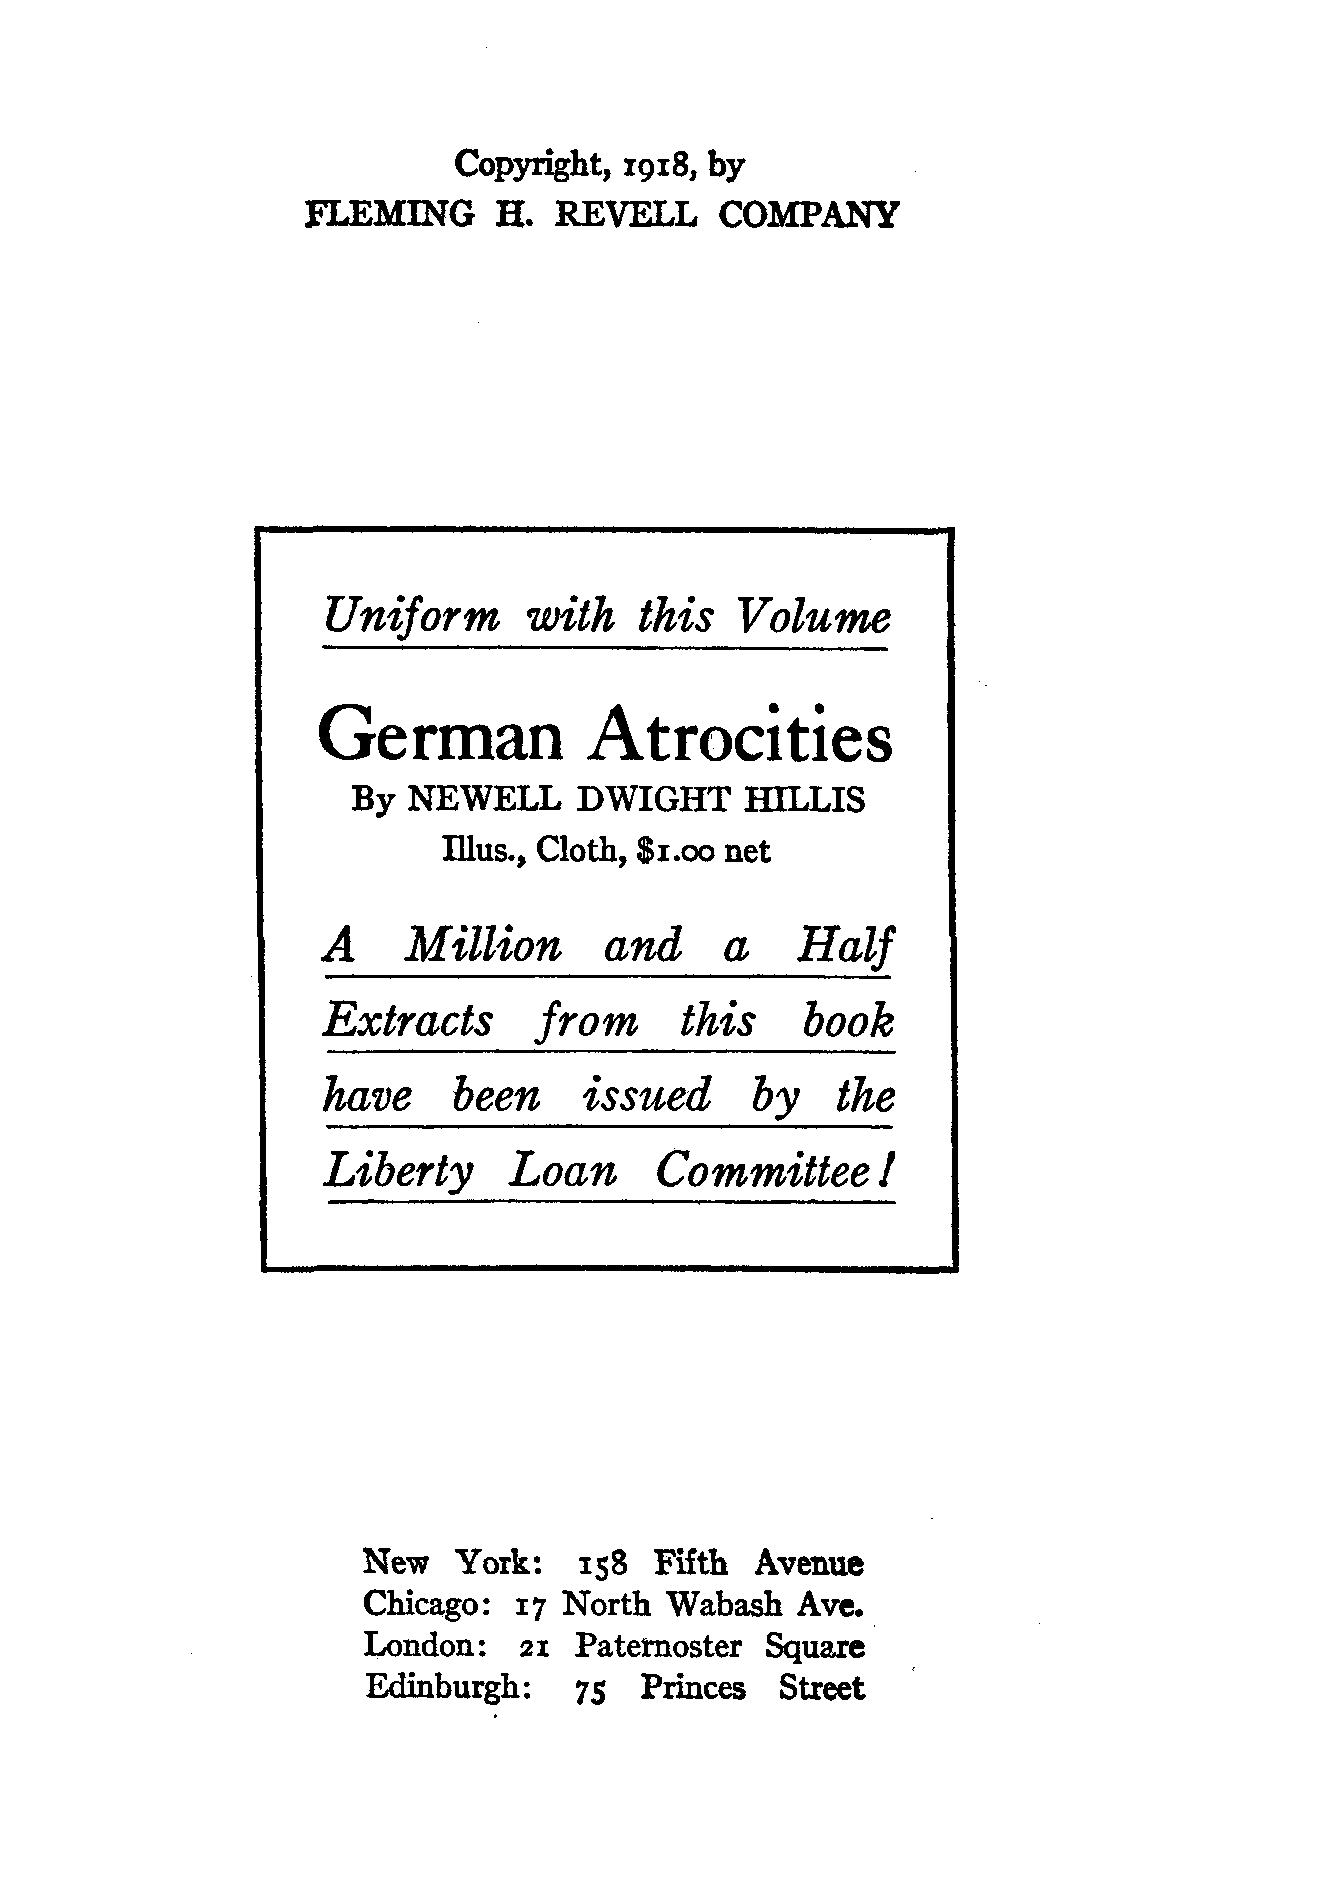 Copyright, 1918, by
FLEMING H. REVELL COMPANY
Uniform with this Volume
German Atrocities
By NEWELL DWIGHT HILLIS
Illus., Cloth, $1.00 net
A Million and a Half
Extracts from this book
have been issued by the
Liberty Loan Committee!
New York: 158 Fifth Avenue
Chicago: 17 North Wabash Ave.
London: 21 Paternoster Square
Edinburgh: 75 Princes Street